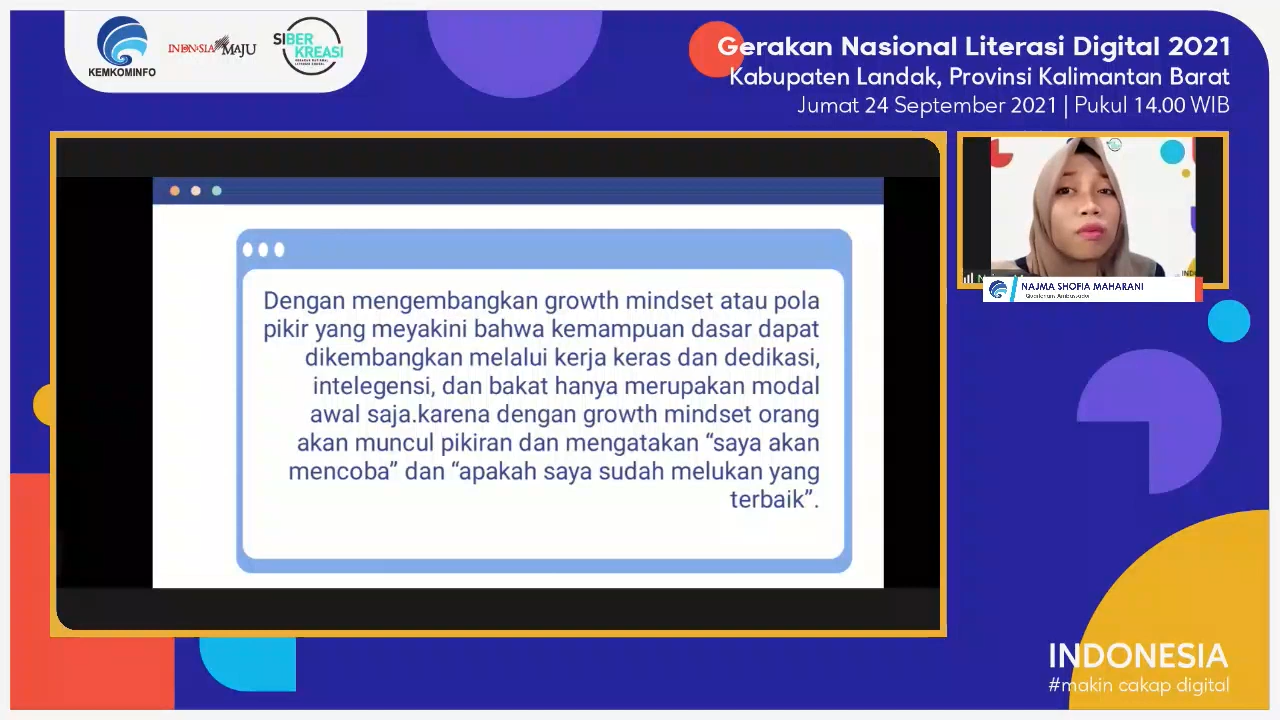 KEMKOMINFO
INDONESIA MAJU
SIBER KREASI
Gerakan Nasional Literasi Digital 2021
Kabupaten Landak, Provinsi Kalimantan Barat
Jumat 24 September 2021 | Pukul 14.00 WIB
Dengan mengembangkan growth mindset atau pola
pikir yang meyakini bahwa kemampuan dasar dapat
dikembangkan melalui kerja keras dan dedikasi,
intelegensi, dan bakat hanya merupakan modal
awal saja.karena dengan growth mindset orang
akan muncul pikiran dan mengatakan “saya akan
mencoba” dan “apakah saya sudah melukan yang
terbaik”.
NAJMA SHOFIA MAHARANI
INDONESIA
#makin cakap digital